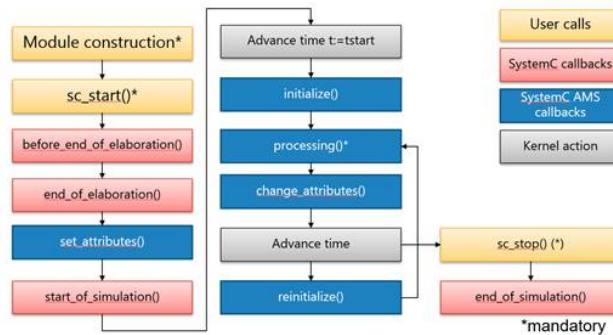 Module construction*
sc_start()*
before_end_of_elaboration()
end_of_elaboration()
set_attributes()
start_of_simulation()
Advance time t:=tstart
initialize()
processing()*
change_attributes()
Advance time
reinitialize()
User calls
SystemC callbacks
SystemC AMS
callbacks
Kernel action
sc_stop() (*)
end_of_simulation()
*mandatory